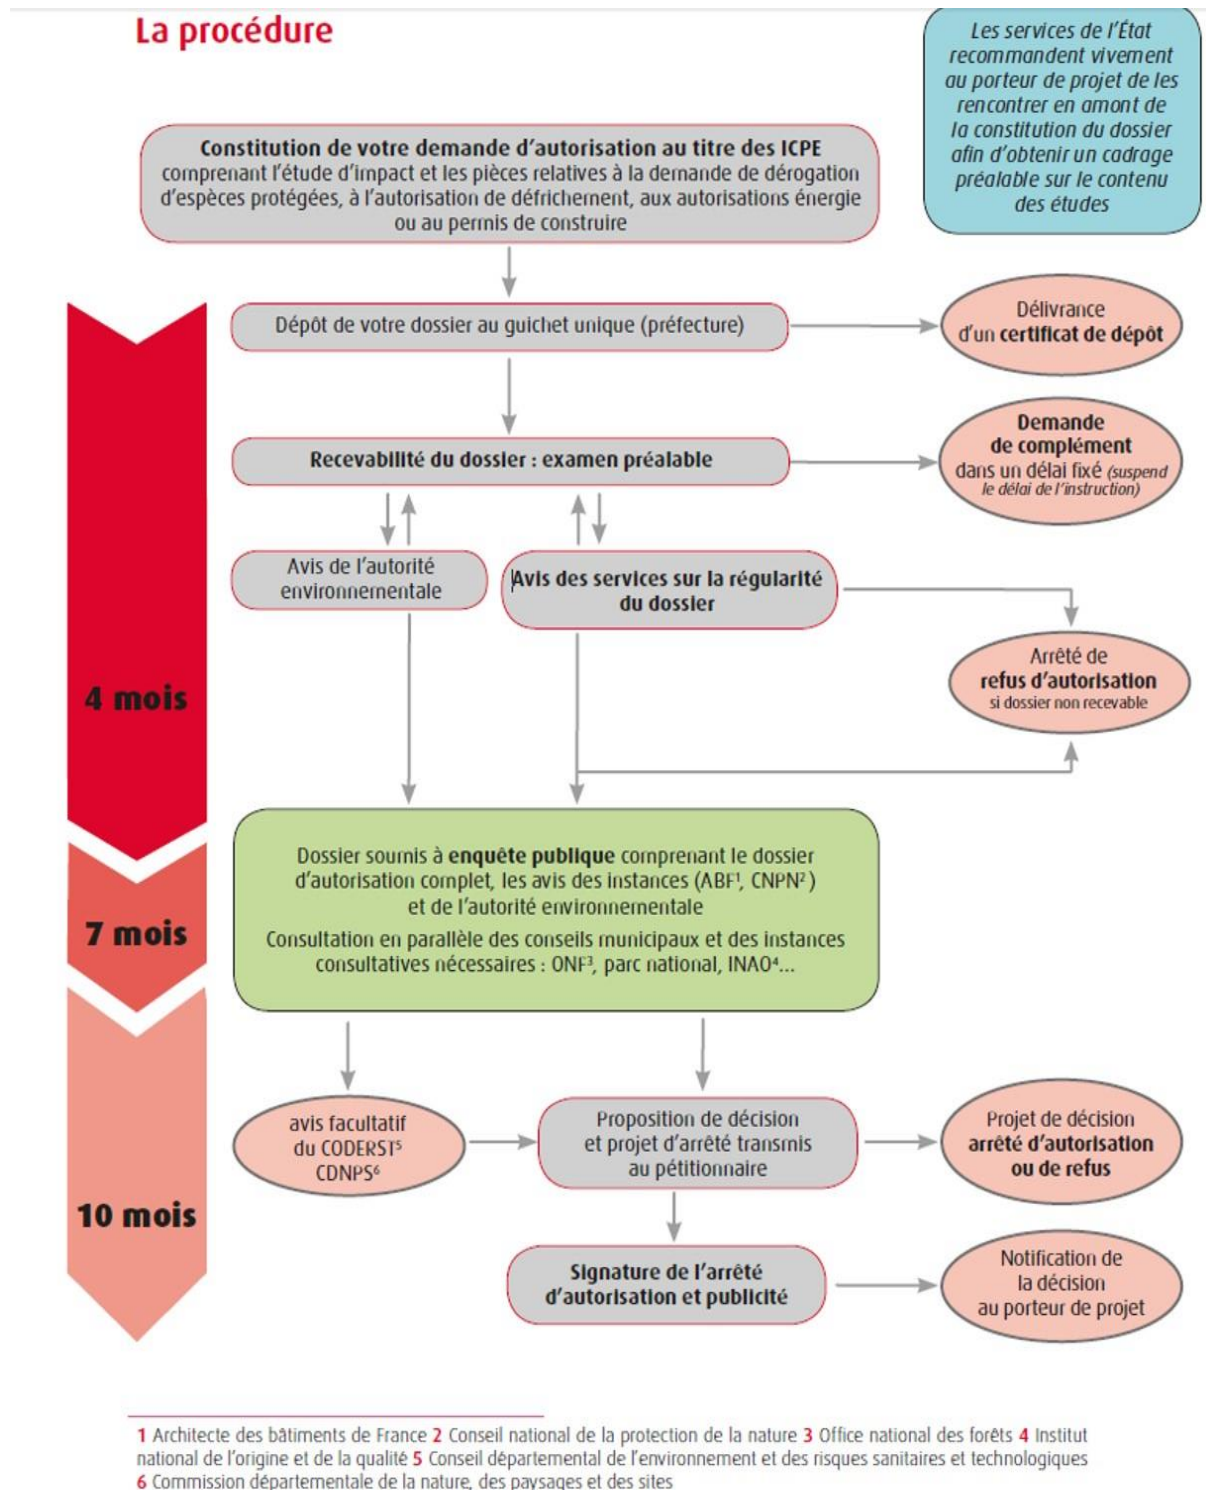 La procédure
Les services de l'État
recommandent vivement
au porteur de projet de les
rencontrer en amont de
la constitution du dossier
afin d'obtenir un cadrage
préalable sur le contenu
des études
Constitution de votre demande d'autorisation au titre des ICPE
comprenant l'étude d'impact et les pièces relatives à la demande de dérogation
d'espèces protégées, à l'autorisation de défrichement, aux autorisations énergie
ou au permis de construire
Dépôt de votre dossier au guichet unique (préfecture)
Délivrance
d'un certificat de dépôt
Recevabilité du dossier : examen préalable
Demande
de complément
dans un délai fixé (suspend
le délai de l'instruction)
Avis de l'autorité
environnementale
Avis des services sur la régularité
du dossier
Arrêté de
refus d'autorisation
si dossier non recevable
4 mois
Dossier soumis à enquête publique comprenant le dossier
d'autorisation complet, les avis des instances (ABF¹, CNPN²)
et de l'autorité environnementale
Consultation en parallèle des conseils municipaux et des instances
consultatives nécessaires : ONF³, parc national, INAO⁴...
7 mois
avis facultatif
du CODERST⁵
CDNPS⁶
Proposition de décision
et projet d'arrêté transmis
au pétitionnaire
Projet de décision
arrêté d'autorisation
ou de refus
10 mois
Signature de l'arrêté
d'autorisation et publicité
Notification de
la décision
au porteur de projet
1 Architecte des bâtiments de France 2 Conseil national de la protection de la nature 3 Office national des forêts 4 Institut
national de l'origine et de la qualité 5 Conseil départemental de l'environnement et des risques sanitaires et technologiques
6 Commission départementale de la nature, des paysages et des sites